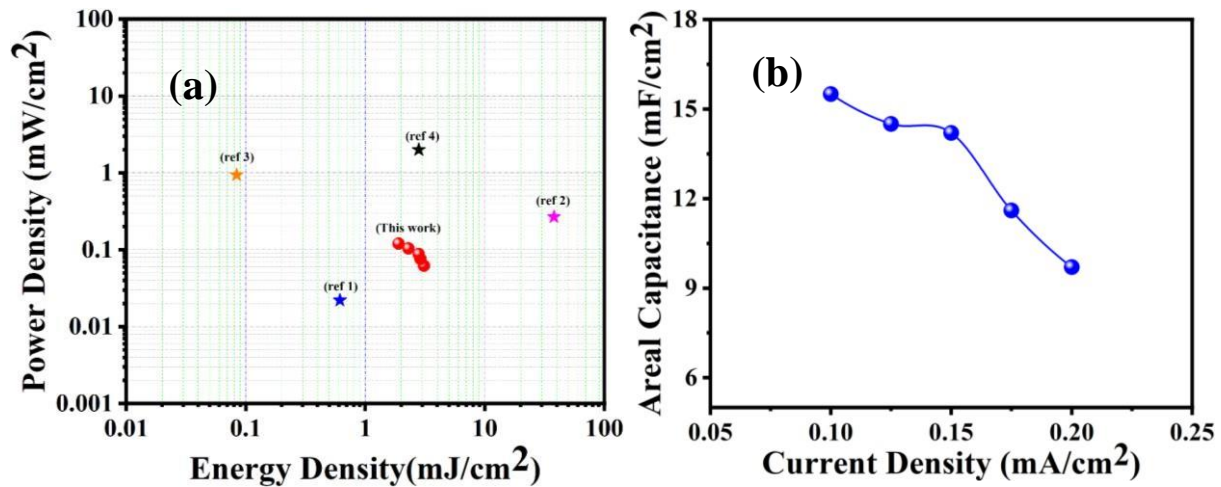 (a)
Power Density (mW/cm²)
100
10
1
0.1
0.01
0.001
(ref 3)
(ref 4)
(ref 2)
(This work)
(ref 1)
0.01 0.1 1 10 100
Energy Density(mJ/cm²)
(b)
Areal Capacitance (mF/cm²)
18
15
12
9
6
0.05 0.10 0.15 0.20 0.25
Current Density (mA/cm²)